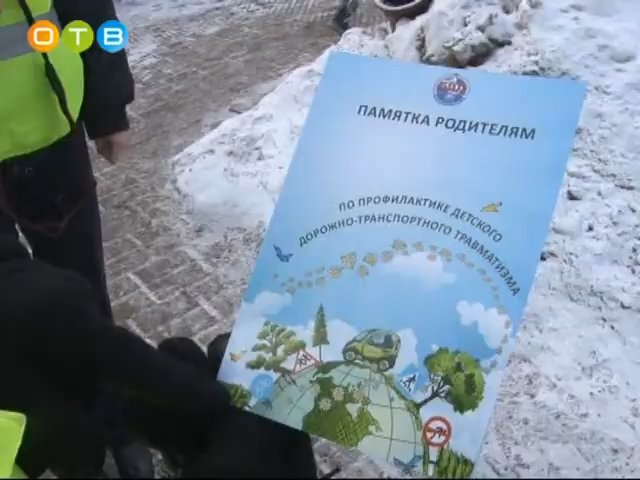 ОТВ
ПАМЯТКА РОДИТЕЛЯМ
ПО ПРОФИЛАКТИКЕ ДЕТСКОГО
ДОРОЖНО-ТРАНСПОРТНОГО ТРАВМАТИЗМА